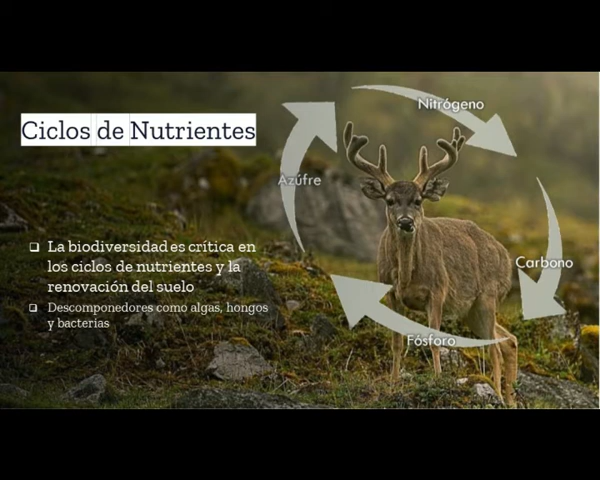 Ciclos de Nutrientes
Nitrógeno
Azúfre
Carbono
Fósforo
La biodiversidad es crítica en
los ciclos de nutrientes y la
renovación del suelo
Descomponedores como algas, hongos
y bacterias